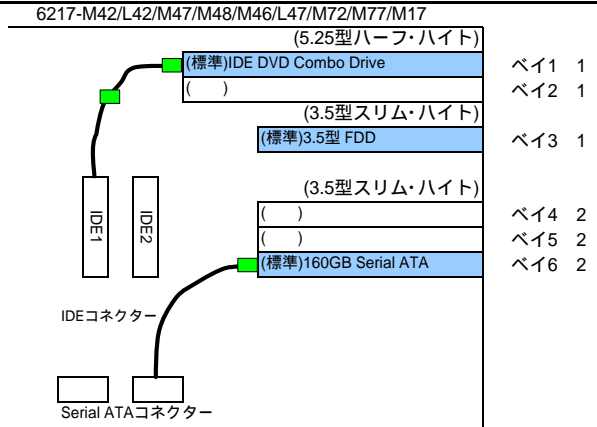 6217-M42/L42/M47/M48/M46/L47/M72/M77/M17
(5.25型ハーフ・ハイト)
(標準)IDE DVD Combo Drive ベイ1 1
( ) ベイ2 1
(3.5型スリム・ハイト)
(標準)3.5型 FDD ベイ3 1
(3.5型スリム・ハイト)
( ) ベイ4 2
( ) ベイ5 2
(標準)160GB Serial ATA ベイ6 2
IDE1
IDE2
IDEコネクター
Serial ATAコネクター